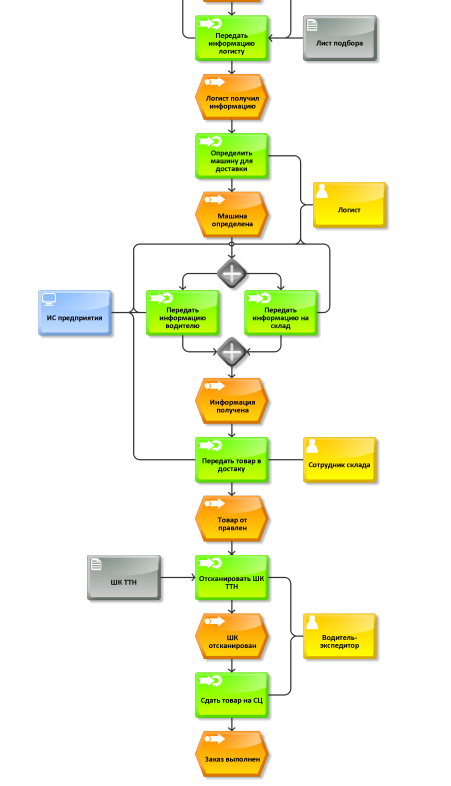 Передать
информацию
логисту
Лист подбора
Логист получил
информацию
Определить
машину для
доставки
Логист
Машина
определена
ИС предприятия
Передать
информацию
водителю
Передать
информацию на
склад
Информация
получена
Передать товар в
достаку
Сотрудник склада
Товар от
правлен
ШК ТТН
Отсканировать ШК
ТТН
ШК
отсканирован
Водитель-
экспедитор
Сдать товар на СЦ
Заказ выполнен